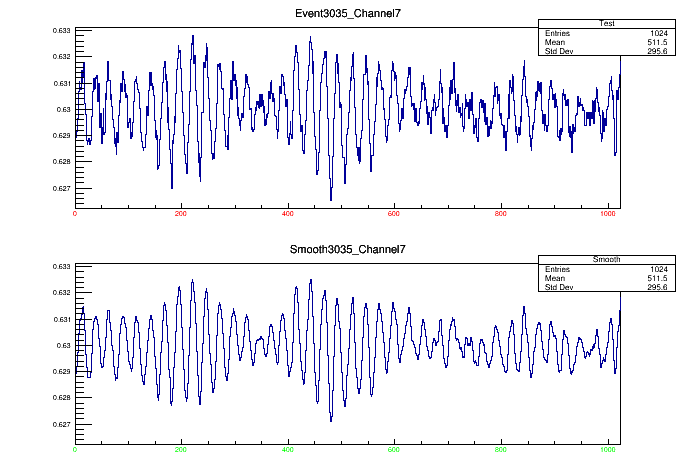 Event3035_Channel7
Test
Entries 1024
Mean 511.5
Std Dev 295.6
0.633
0.632
0.631
0.63
0.629
0.628
0.627
0 200 400 600 800 1000
Smooth3035_Channel7
Smooth
Entries 1024
Mean 511.5
Std Dev 295.6
0.633
0.632
0.631
0.63
0.629
0.628
0.627
0 200 400 600 800 1000